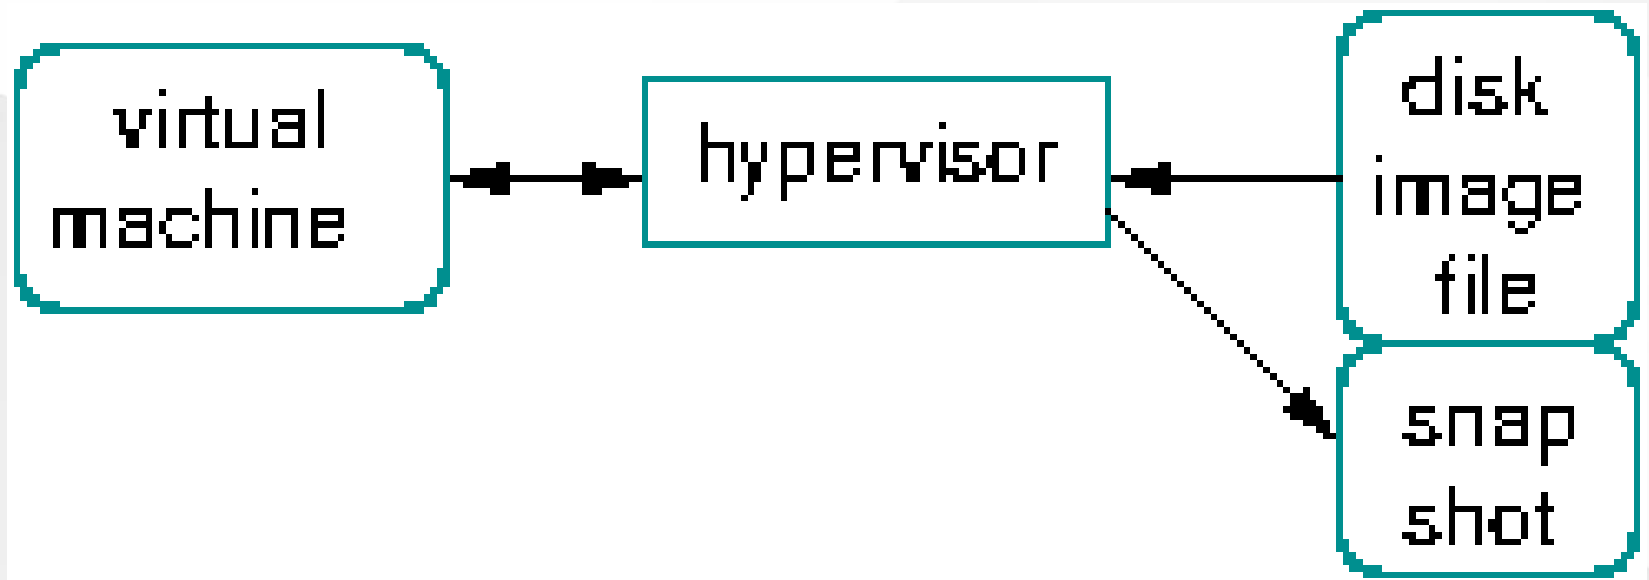 virtual
machine
hypervisor
disk
image
file
snap
shot